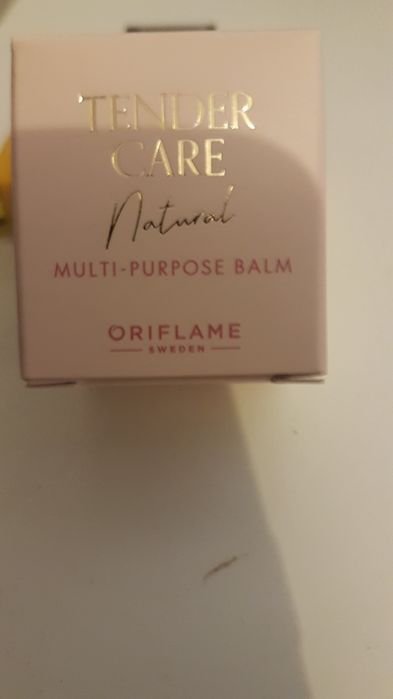 TENDER
CARE
Natural
MULTI-PURPOSE BALM
ORIFLAME
SWEDEN